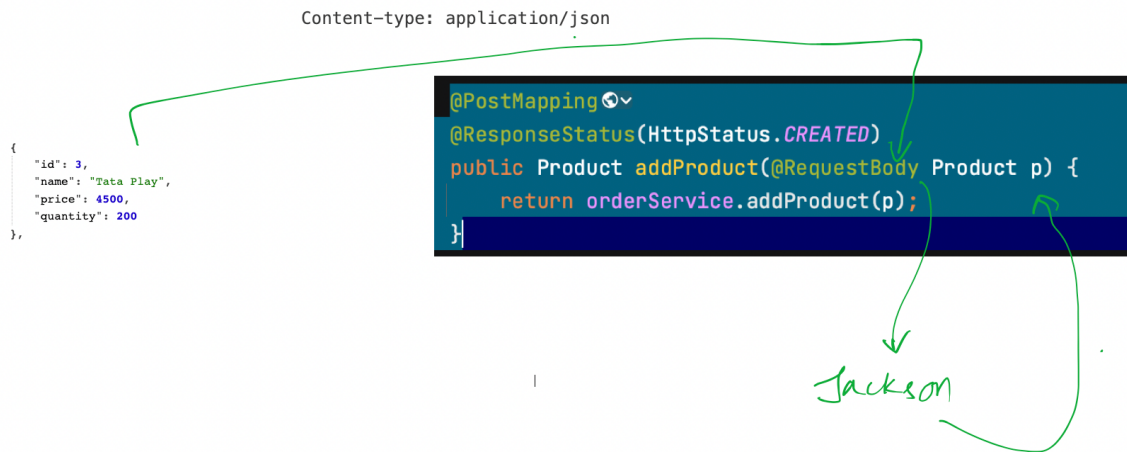 Content-type: application/json
{
"id": 3,
"name": "Tata Play",
"price": 4500,
"quantity": 200
},
@PostMapping
@ResponseStatus(HttpStatus.CREATED)
public Product addProduct(@RequestBody Product p) {
return orderService.addProduct(p);
}
Jackson